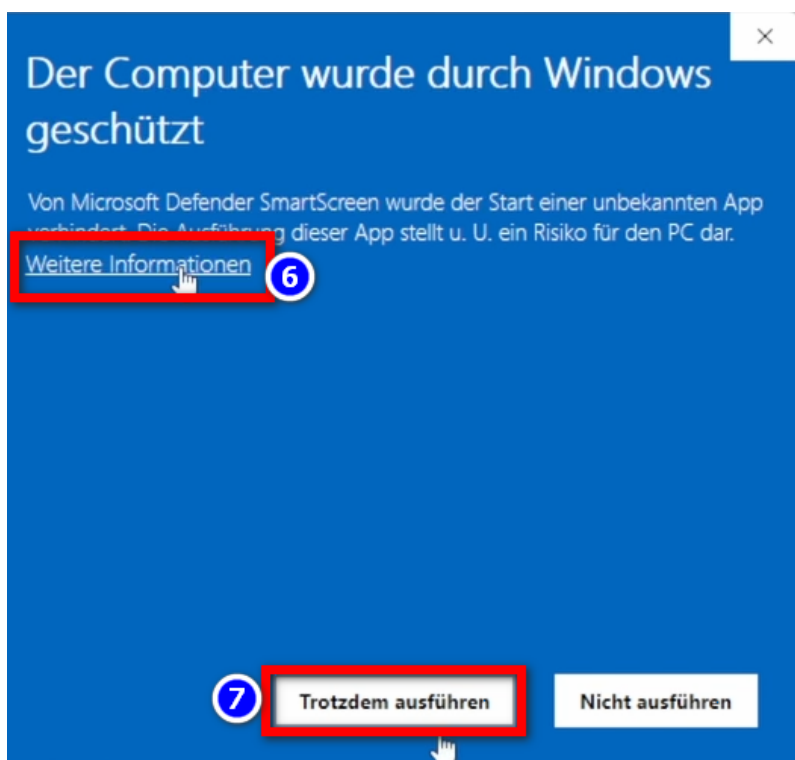 Der Computer wurde durch Windows
geschützt
Von Microsoft Defender SmartScreen wurde der Start einer unbekannten App
verhindert. Die Ausführung dieser App stellt u. U. ein Risiko für den PC dar.
Weitere Informationen 6
7 Trotzdem ausführen Nicht ausführen